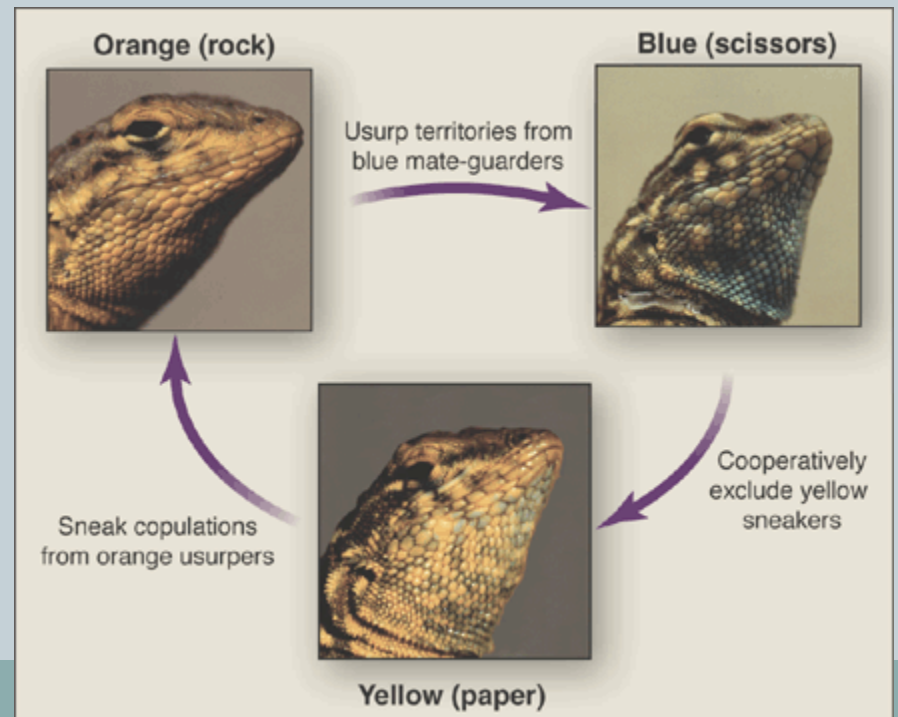 Orange (rock)
Blue (scissors)
Usurp territories from
blue mate-guarders
Cooperatively
exclude yellow
sneakers
Sneak copulations
from orange usurpers
Yellow (paper)